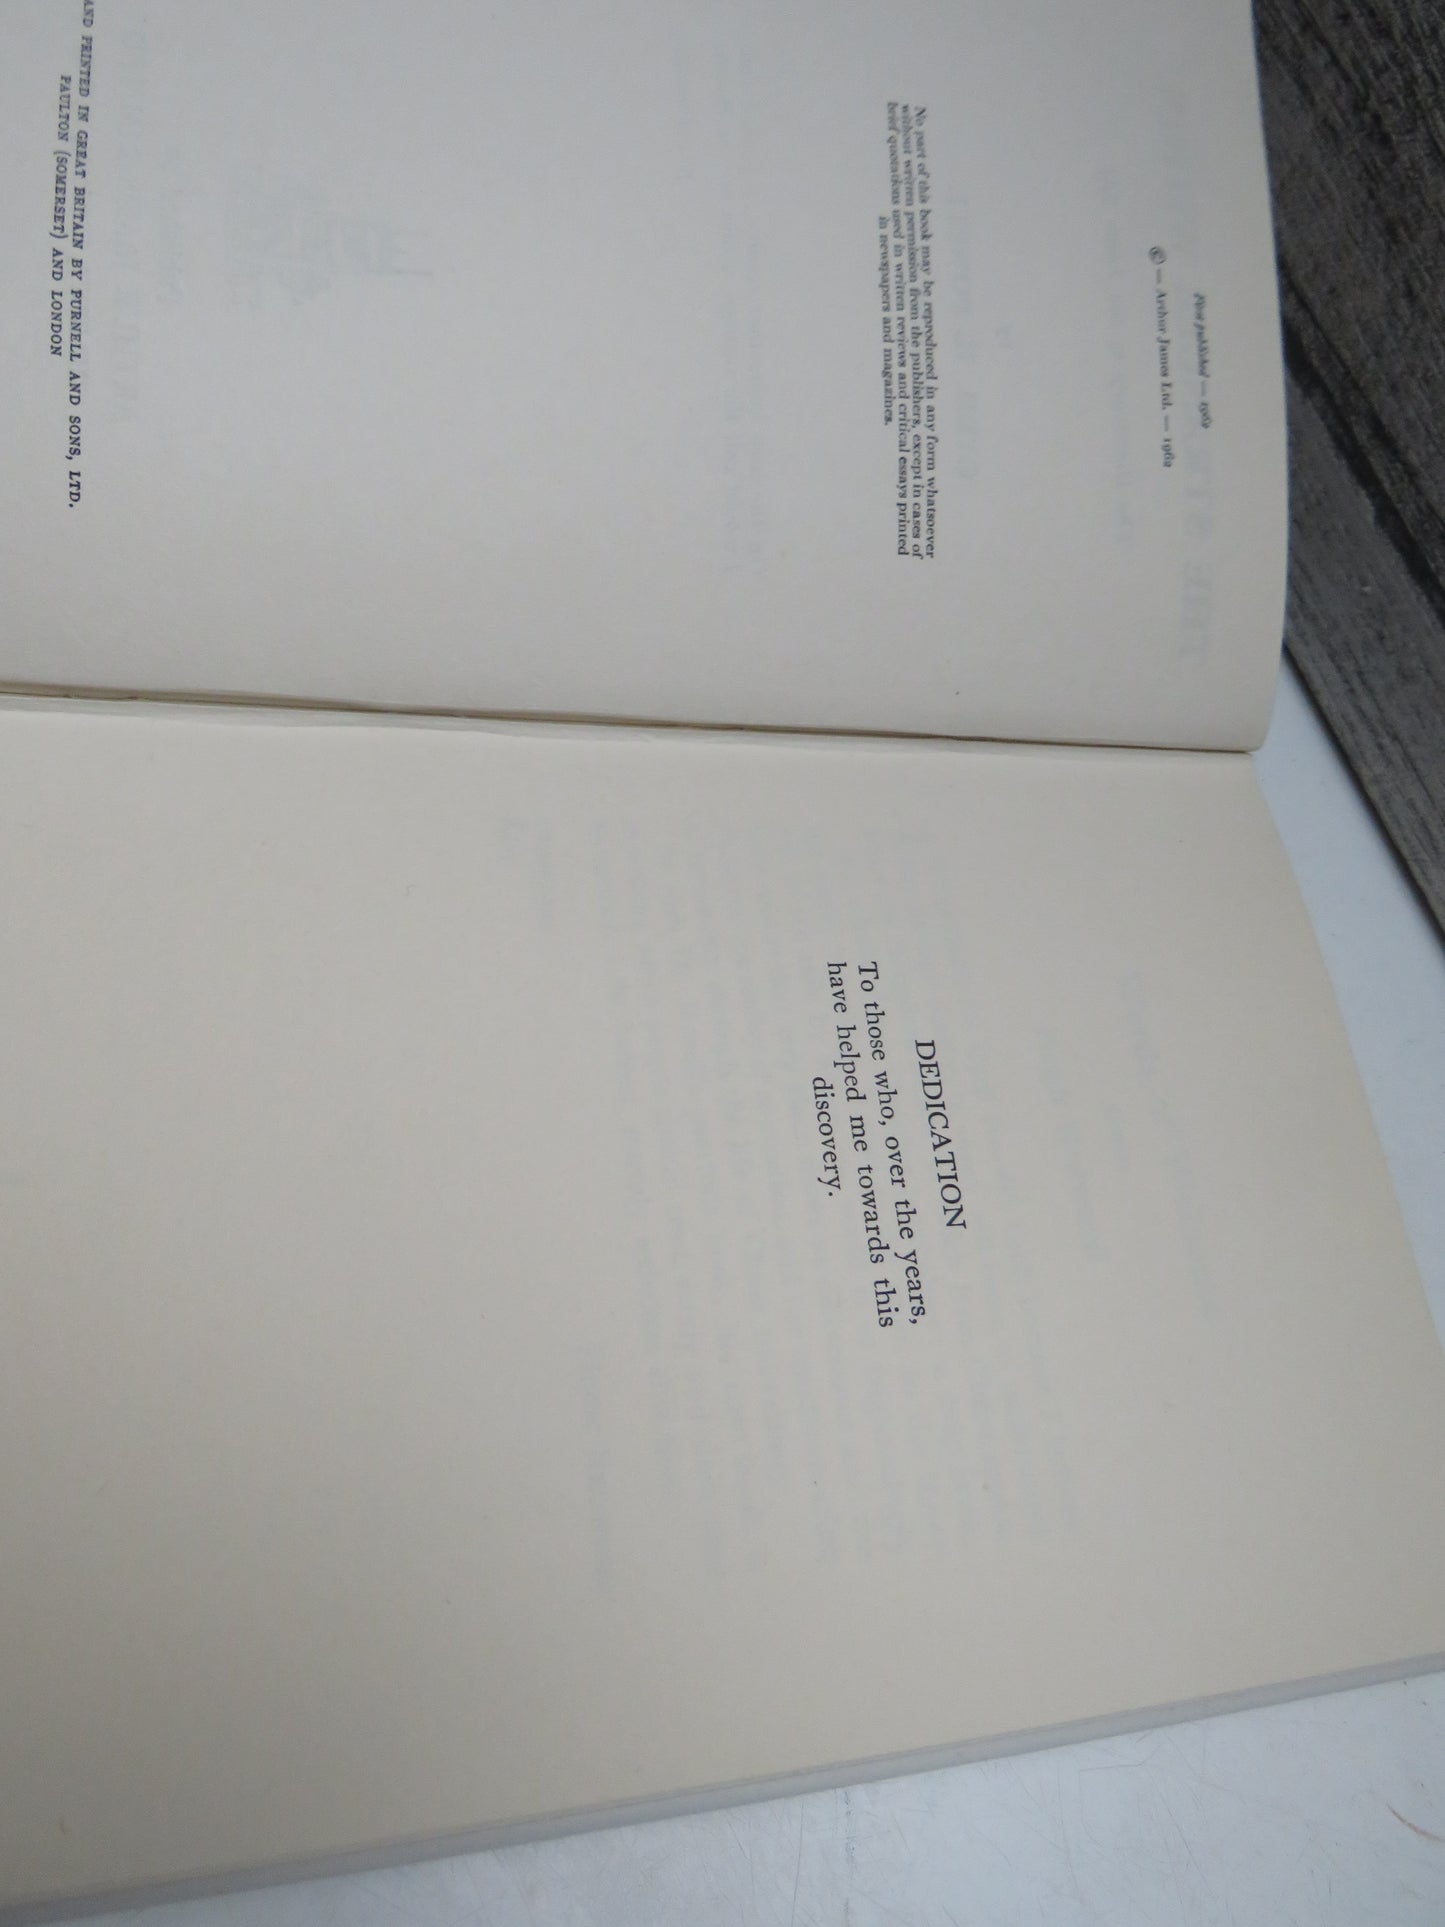 First published — 1962
© — Arthur James Ltd. — 1962
No part of this book may be reproduced in any form whatsoever
without written permission from the publishers, except in cases of
brief quotations used in written reviews and critical essays printed
in newspapers and magazines.
AND PRINTED IN GREAT BRITAIN BY PURNELL AND SONS, LTD.
PAULTON (SOMERSET) AND LONDON
DEDICATION
To those who, over the years,
have helped me towards this
discovery.